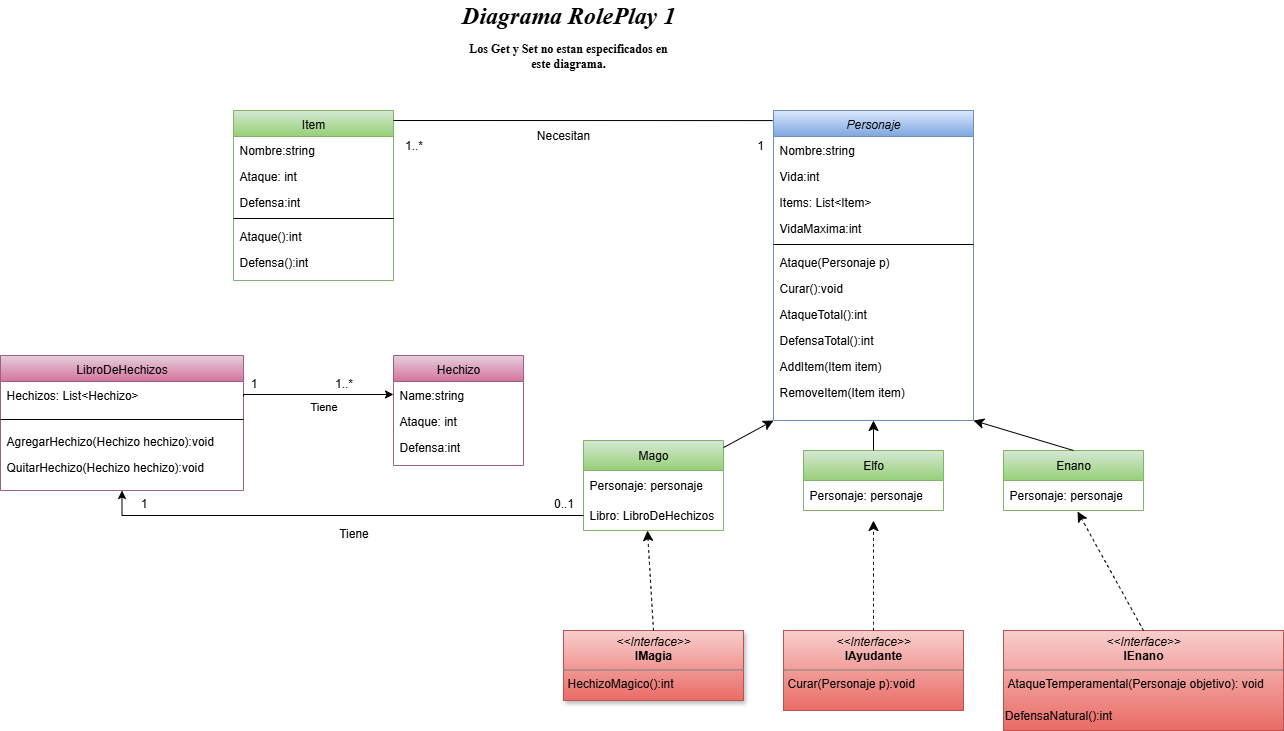 Diagrama RolePlay 1
Los Get y Set no estan especificados en
este diagrama.
Item
Nombre:string
Ataque: int
Defensa:int
Ataque():int
Defensa():int
Necesitan
1..*
1
Personaje
Nombre:string
Vida:int
Items: List<Item>
VidaMaxima:int
Ataque(Personaje p)
Curar():void
AtaqueTotal():int
DefensaTotal():int
AddItem(Item item)
RemoveItem(Item item)
LibroDeHechizos
Hechizos: List<Hechizo>
AgregarHechizo(Hechizo hechizo):void
QuitarHechizo(Hechizo hechizo):void
1
1..*
Tiene
Hechizo
Name:string
Ataque: int
Defensa:int
1
0..1
Tiene
Mago
Personaje: personaje
Libro: LibroDeHechizos
Elfo
Personaje: personaje
Enano
Personaje: personaje
<<Interface>>
IMagia
HechizoMagico():int
<<Interface>>
IAyudante
Curar(Personaje p):void
<<Interface>>
IEnano
AtaqueTemperamental(Personaje objetivo): void
DefensaNatural():int